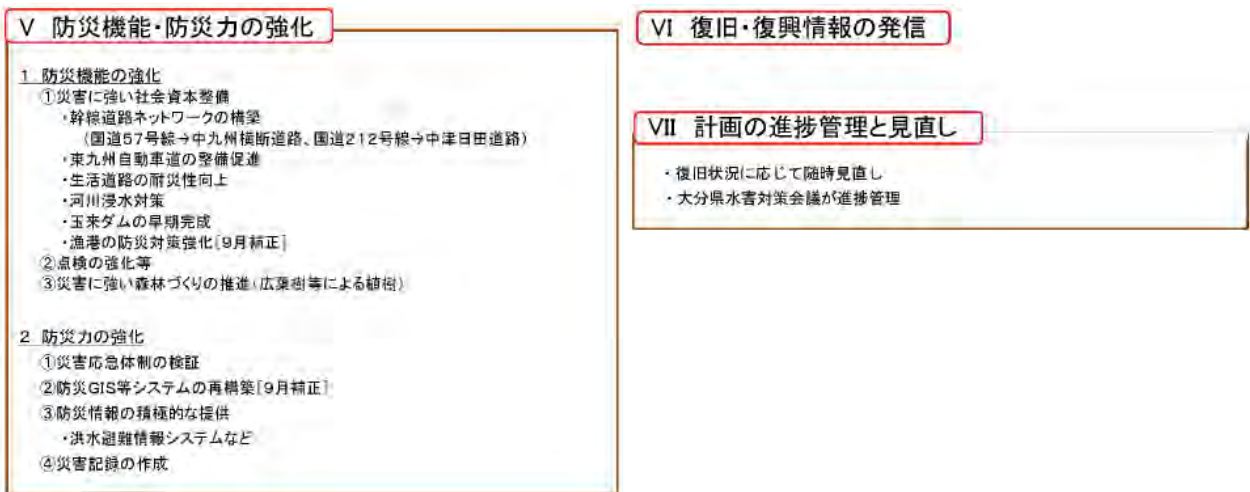 Ⅴ 防災機能・防災力の強化
1 防災機能の強化
①災害に強い社会資本整備
・幹線道路ネットワークの構築
（国道57号線→中九州横断道路、国道212号線→中津日田道路）
・東九州自動車道の整備促進
・生活道路の耐災性向上
・河川浸水対策
・玉来ダムの早期完成
・漁港の防災対策強化[9月補正]
②点検の強化等
③災害に強い森林づくりの推進(広葉樹等による植樹)
2 防災力の強化
①災害応急体制の検証
②防災GIS等システムの再構築[9月補正]
③防災情報の積極的な提供
・洪水避難情報システムなど
④災害記録の作成
Ⅵ 復旧・復興情報の発信
Ⅶ 計画の進捗管理と見直し
・復旧状況に応じて随時見直し
・大分県水害対策会議が進捗管理